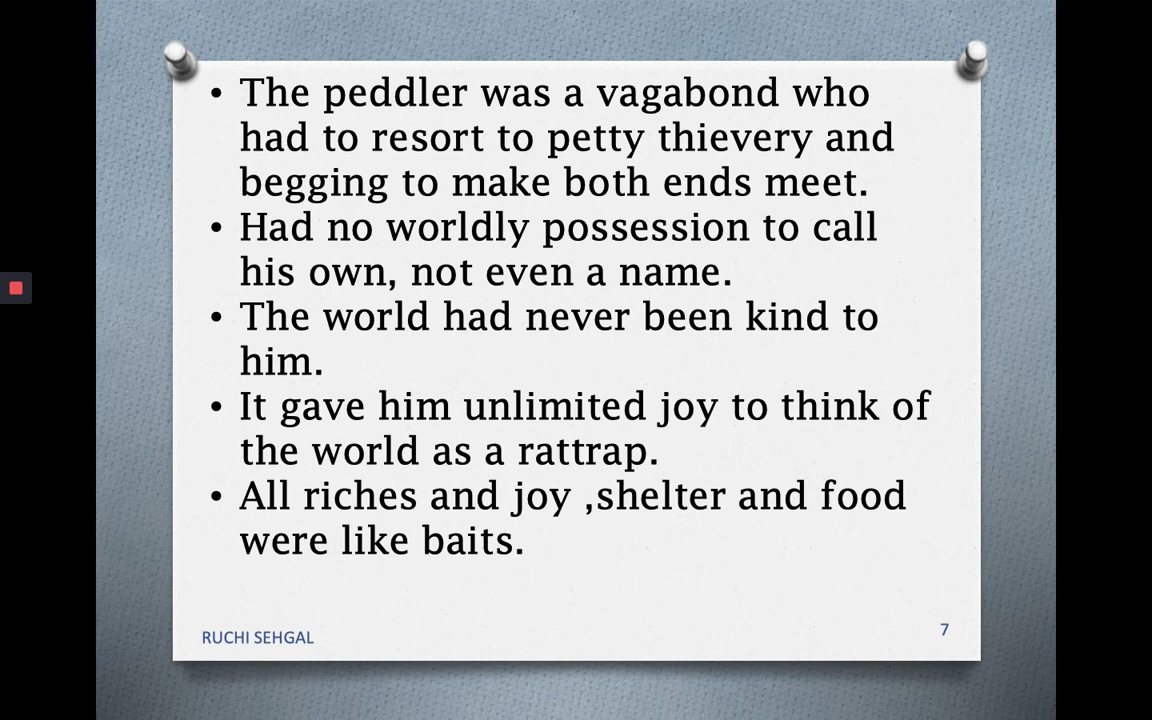 • The peddler was a vagabond who
had to resort to petty thievery and
begging to make both ends meet.
• Had no worldly possession to call
his own, not even a name.
• The world had never been kind to
him.
• It gave him unlimited joy to think of
the world as a rattrap.
• All riches and joy ,shelter and food
were like baits.
RUCHI SEHGAL
7